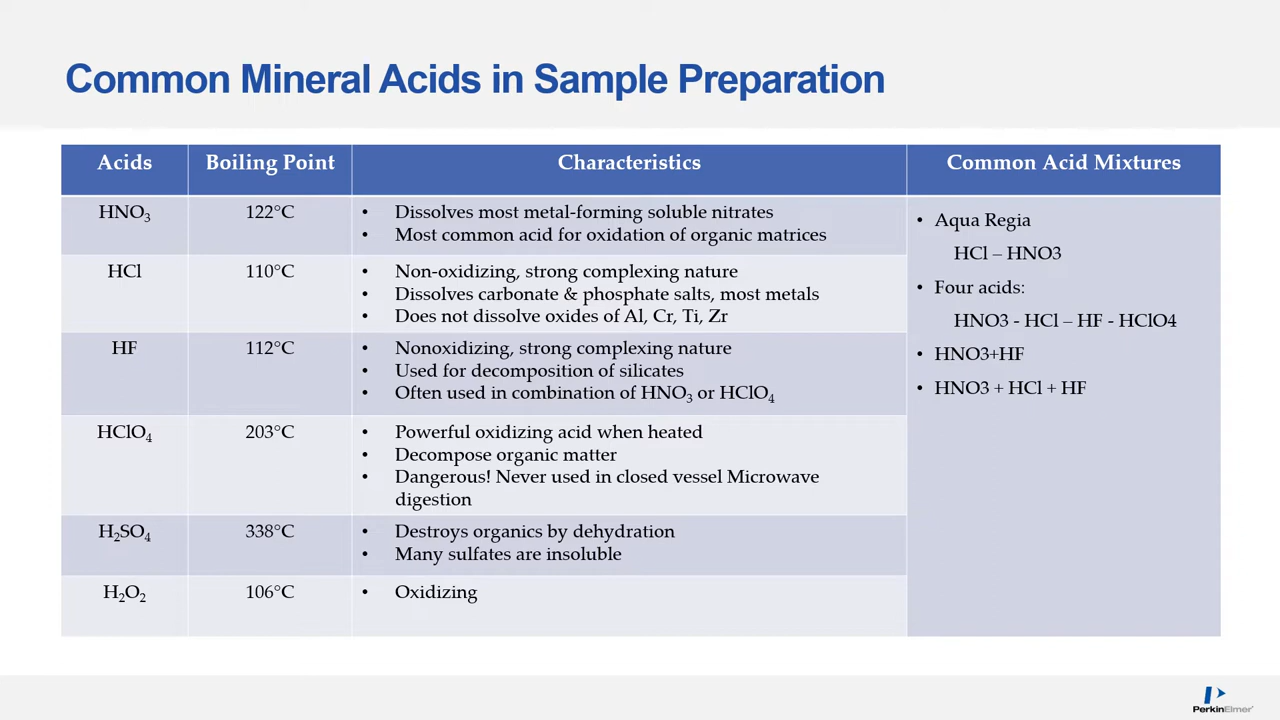 Common Mineral Acids in Sample Preparation
Acids Boiling Point Characteristics Common Acid Mixtures
HNO₃ 122°C
• Dissolves most metal-forming soluble nitrates
• Most common acid for oxidation of organic matrices
HCl 110°C
• Non-oxidizing, strong complexing nature
• Dissolves carbonate & phosphate salts, most metals
• Does not dissolve oxides of Al, Cr, Ti, Zr
HF 112°C
• Nonoxidizing, strong complexing nature
• Used for decomposition of silicates
• Often used in combination of HNO₃ or HClO₄
HClO₄ 203°C
• Powerful oxidizing acid when heated
• Decompose organic matter
• Dangerous! Never used in closed vessel Microwave
digestion
H₂SO₄ 338°C
• Destroys organics by dehydration
• Many sulfates are insoluble
H₂O₂ 106°C
• Oxidizing
• Aqua Regia
HCl – HNO3
• Four acids:
HNO3 - HCl – HF - HClO4
• HNO3+HF
• HNO3 + HCl + HF
PerkinElmer